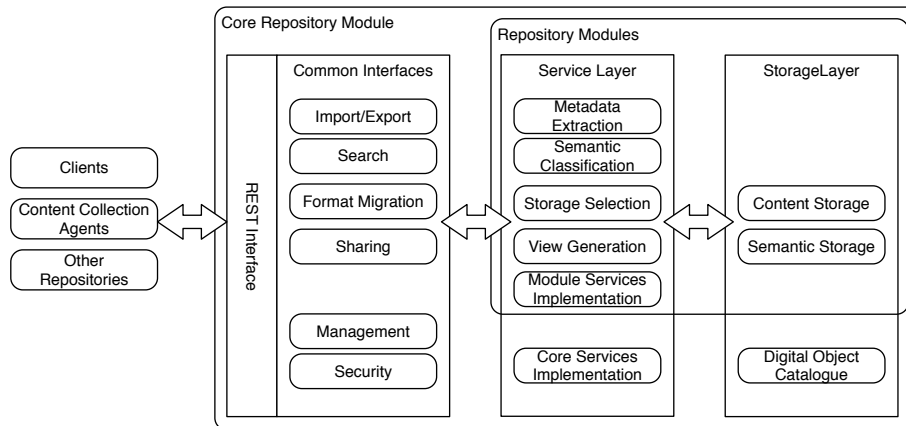 Core Repository Module
Repository Modules
Clients
Content Collection
Agents
Other
Repositories
REST Interface
Common Interfaces
Import/Export
Search
Format Migration
Sharing
Management
Security
Service Layer
Metadata
Extraction
Semantic
Classification
Storage Selection
View Generation
Module Services
Implementation
Core Services
Implementation
StorageLayer
Content Storage
Semantic Storage
Digital Object
Catalogue